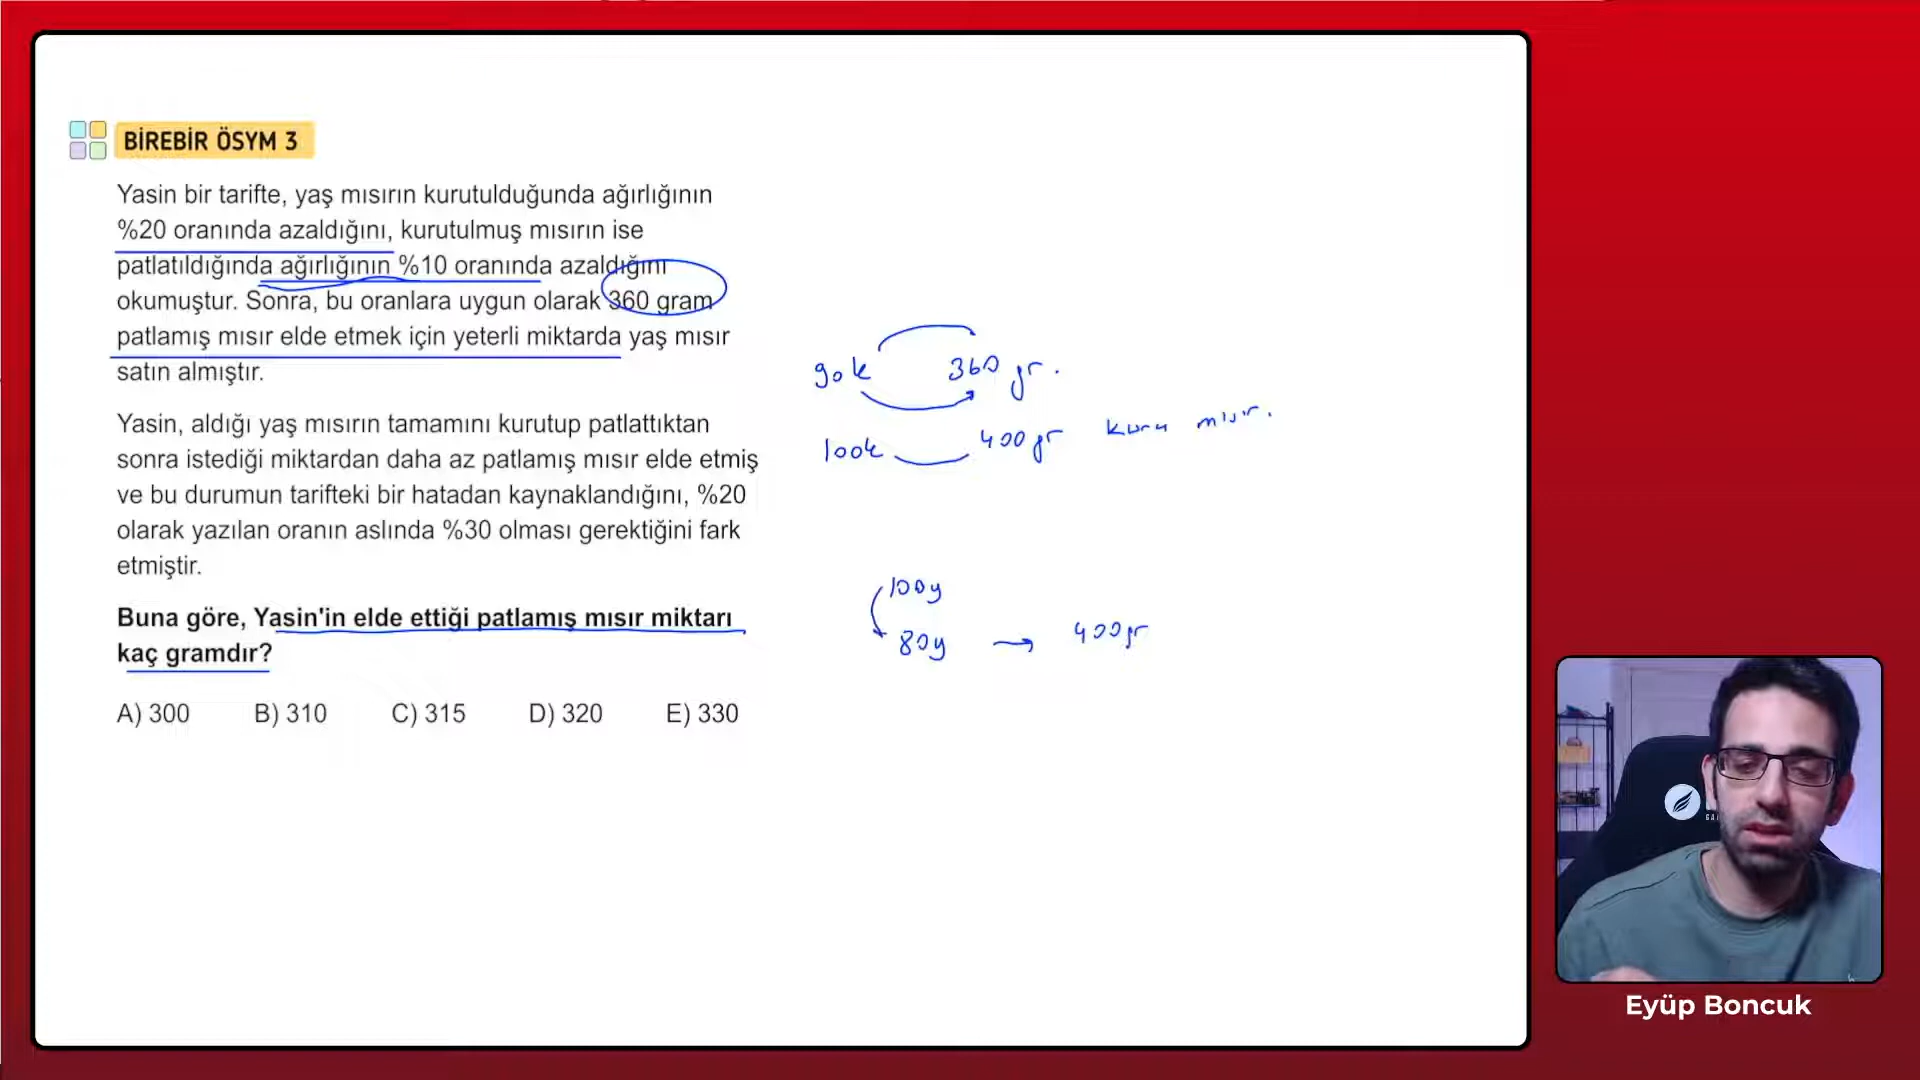 BİREBİR ÖSYM 3
Yasin bir tarifte, yaş mısırın kurutulduğunda ağırlığının
%20 oranında azaldığını, kurutulmuş mısırın ise
patlatıldığında ağırlığının %10 oranında azaldığını
okumuştur. Sonra, bu oranlara uygun olarak 360 gram
patlamış mısır elde etmek için yeterli miktarda yaş mısır
satın almıştır.
Yasin, aldığı yaş mısırın tamamını kurutup patlattıktan
sonra istediği miktardan daha az patlamış mısır elde etmiş
ve bu durumun tarifteki bir hatadan kaynaklandığını, %20
olarak yazılan oranın aslında %30 olması gerektiğini fark
etmiştir.
Buna göre, Yasin'in elde ettiği patlamış mısır miktarı
kaç gramdır?
A) 300 B) 310 C) 315 D) 320 E) 330
90k 360 gr.
100k 400gr kuru mısır.
100y
80y → 400gr
Eyüp Boncuk